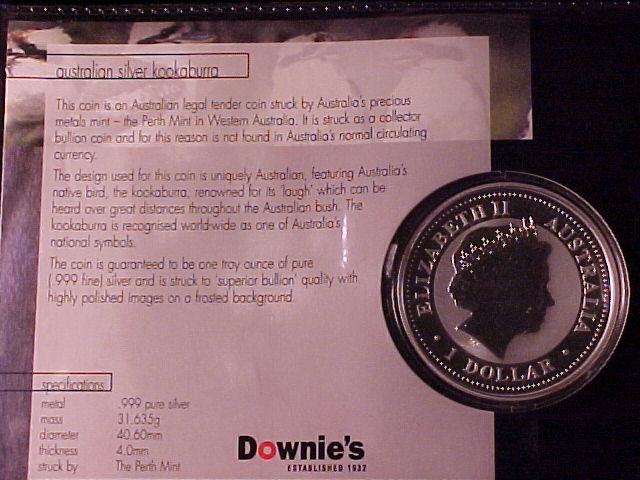 australian silver kookaburra
This coin is an Australian legal tender coin struck by Australia's precious
metals mint – the Perth Mint in Western Australia. It is struck as a collector
bullion coin and for this reason is not found in Australia's normal circulating
currency.
The design used for this coin is uniquely Australian, featuring Australia's
native bird, the kookaburra, renowned for its 'laugh' which can be
heard over great distances throughout the Australian bush. The
kookaburra is recognised world-wide as one of Australia's
national symbols.
The coin is guaranteed to be one troy ounce of pure
(.999 fine) silver and is struck to 'superior bullion' quality with
highly polished images on a frosted background.
specifications
metal .999 pure silver
mass 31.635g
diameter 40.60mm
thickness 4.0mm
struck by The Perth Mint
Downie's
ESTABLISHED 1932
ELIZABETH II AUSTRALIA
• 1 DOLLAR •